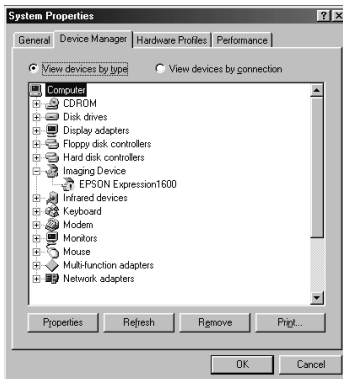 System Properties
General Device Manager Hardware Profiles Performance
View devices by type View devices by connection
Computer
CDROM
Disk drives
Display adapters
Floppy disk controllers
Hard disk controllers
Imaging Device
EPSON Expression1600
Infrared devices
Keyboard
Modem
Monitors
Mouse
Multi-function adapters
Network adapters
Properties Refresh Remove Print...
OK Cancel